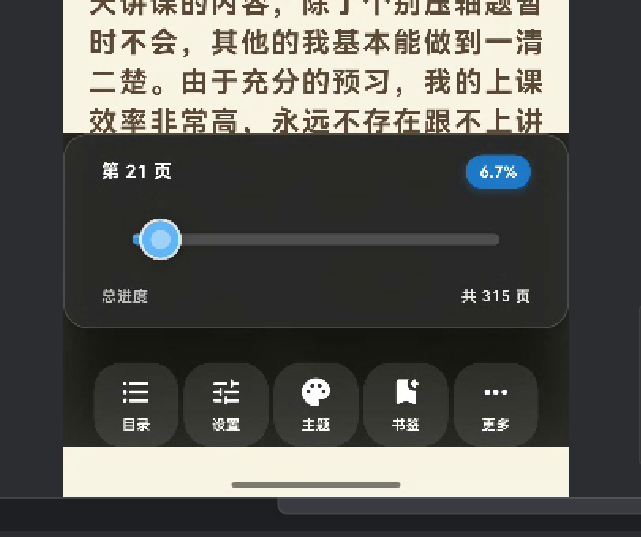 天讲课的内容，除了个别压轴题暂
时不会，其他的我基本能做到一清
二楚。由于充分的预习，我的上课
效率非常高，永远不存在跟不上讲
第 21 页
6.7%
总进度
共 315 页
目录
设置
主题
书签
更多